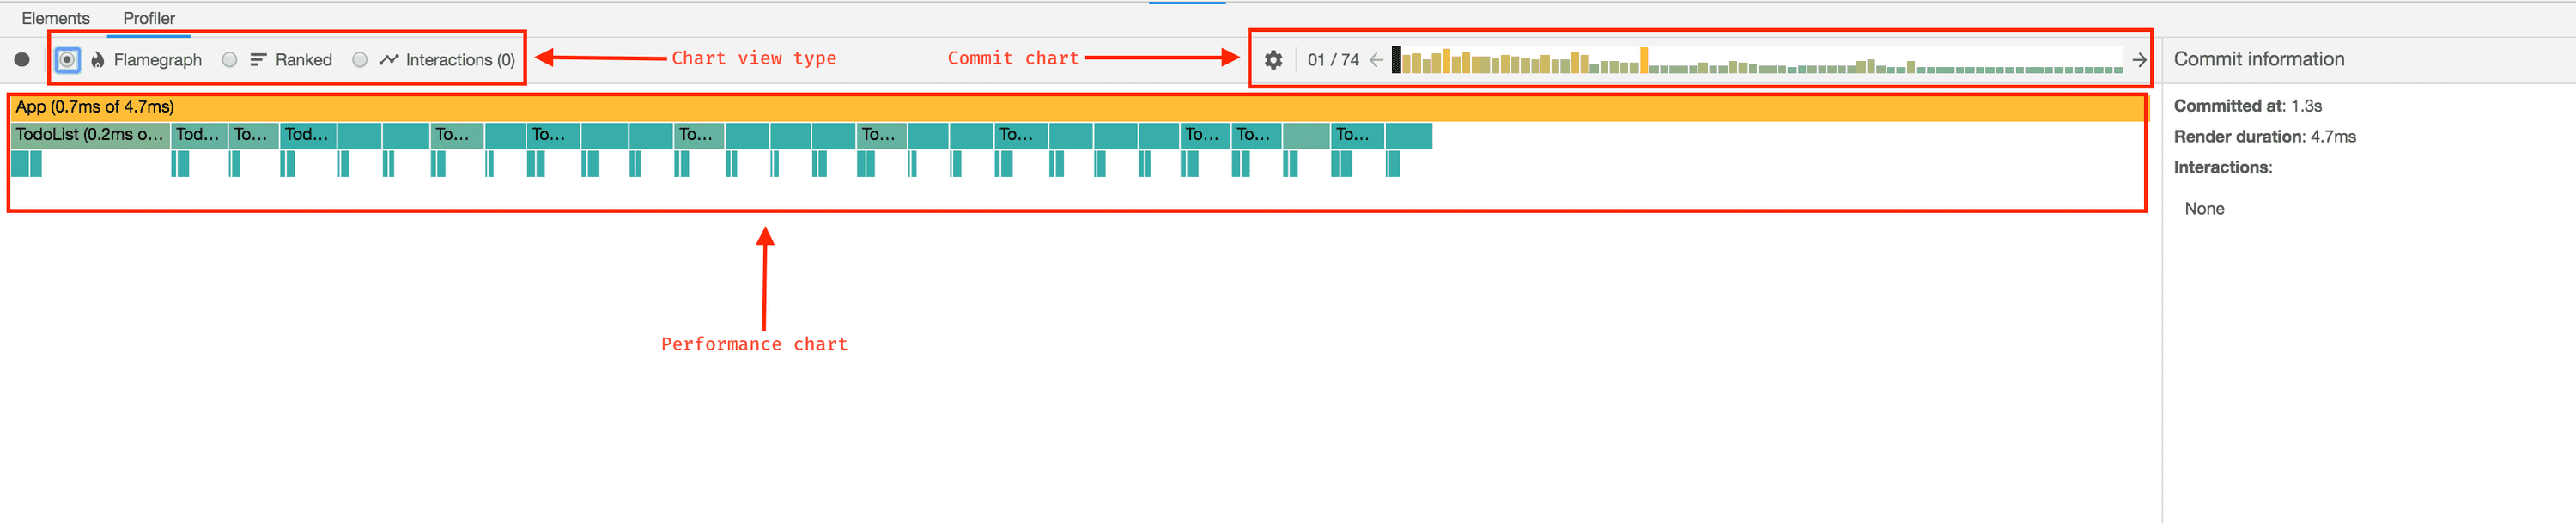 Elements Profiler
Flamegraph Ranked Interactions (0) Chart view type Commit chart 01 / 74 Commit information
App (0.7ms of 4.7ms) Committed at: 1.3s
TodoList (0.2ms o... Tod... To... Tod... To... To... To... To... To... To... To... To... Render duration: 4.7ms
Interactions:
None
Performance chart